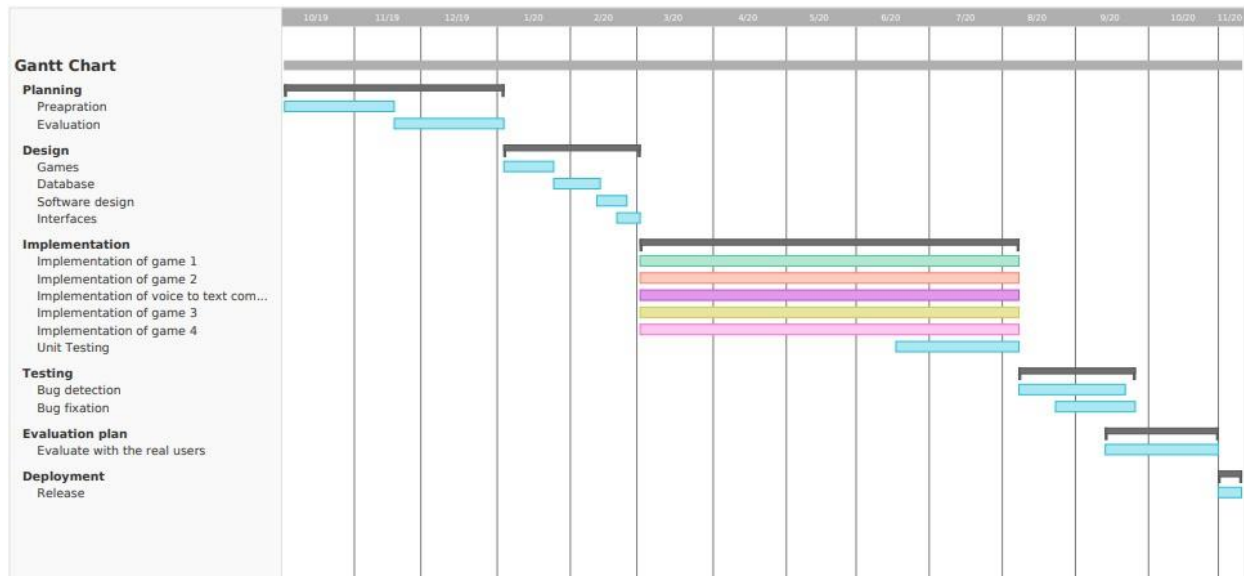 10/19 11/19 12/19 1/20 2/20 3/20 4/20 5/20 6/20 7/20 8/20 9/20 10/20 11/20
Gantt Chart
Planning
Preapration
Evaluation
Design
Games
Database
Software design
Interfaces
Implementation
Implementation of game 1
Implementation of game 2
Implementation of voice to text com...
Implementation of game 3
Implementation of game 4
Unit Testing
Testing
Bug detection
Bug fixation
Evaluation plan
Evaluate with the real users
Deployment
Release